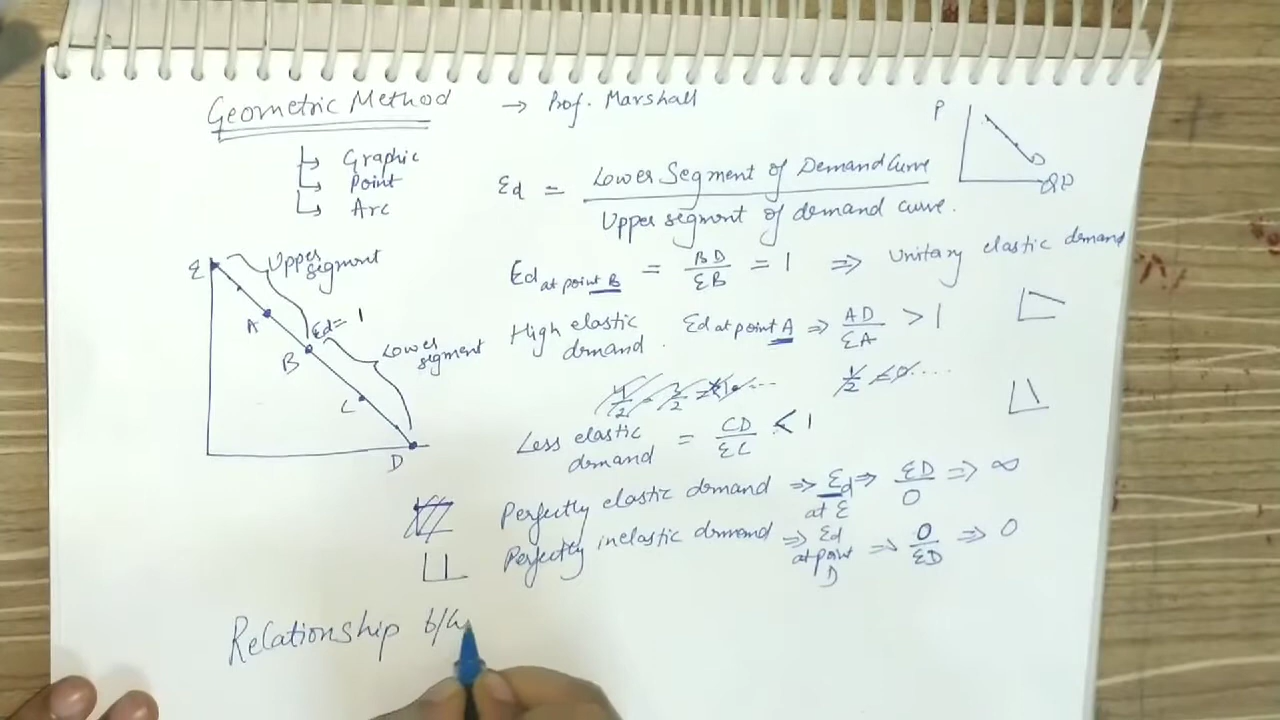 Geometric Method → Prof. Marshall
Graphic
Point
Arc
Ed = Lower Segment of Demand Curve
Upper segment of demand curve.
P
D
QD
E
Upper
segment
A
Ed = 1
B
Lower
segment
C
D
Ed at point B = BD/EB = 1 ⇒ Unitary elastic demand
High elastic
demand. Ed at point A ⇒ AD/EA > 1
Less elastic
demand = CD/EC < 1
Perfectly elastic demand ⇒ Ed ⇒ ED/0 ⇒ ∞
at E
Perfectly inelastic demand ⇒ Ed ⇒ 0/ED ⇒ 0
at point
D
Relationship b/w